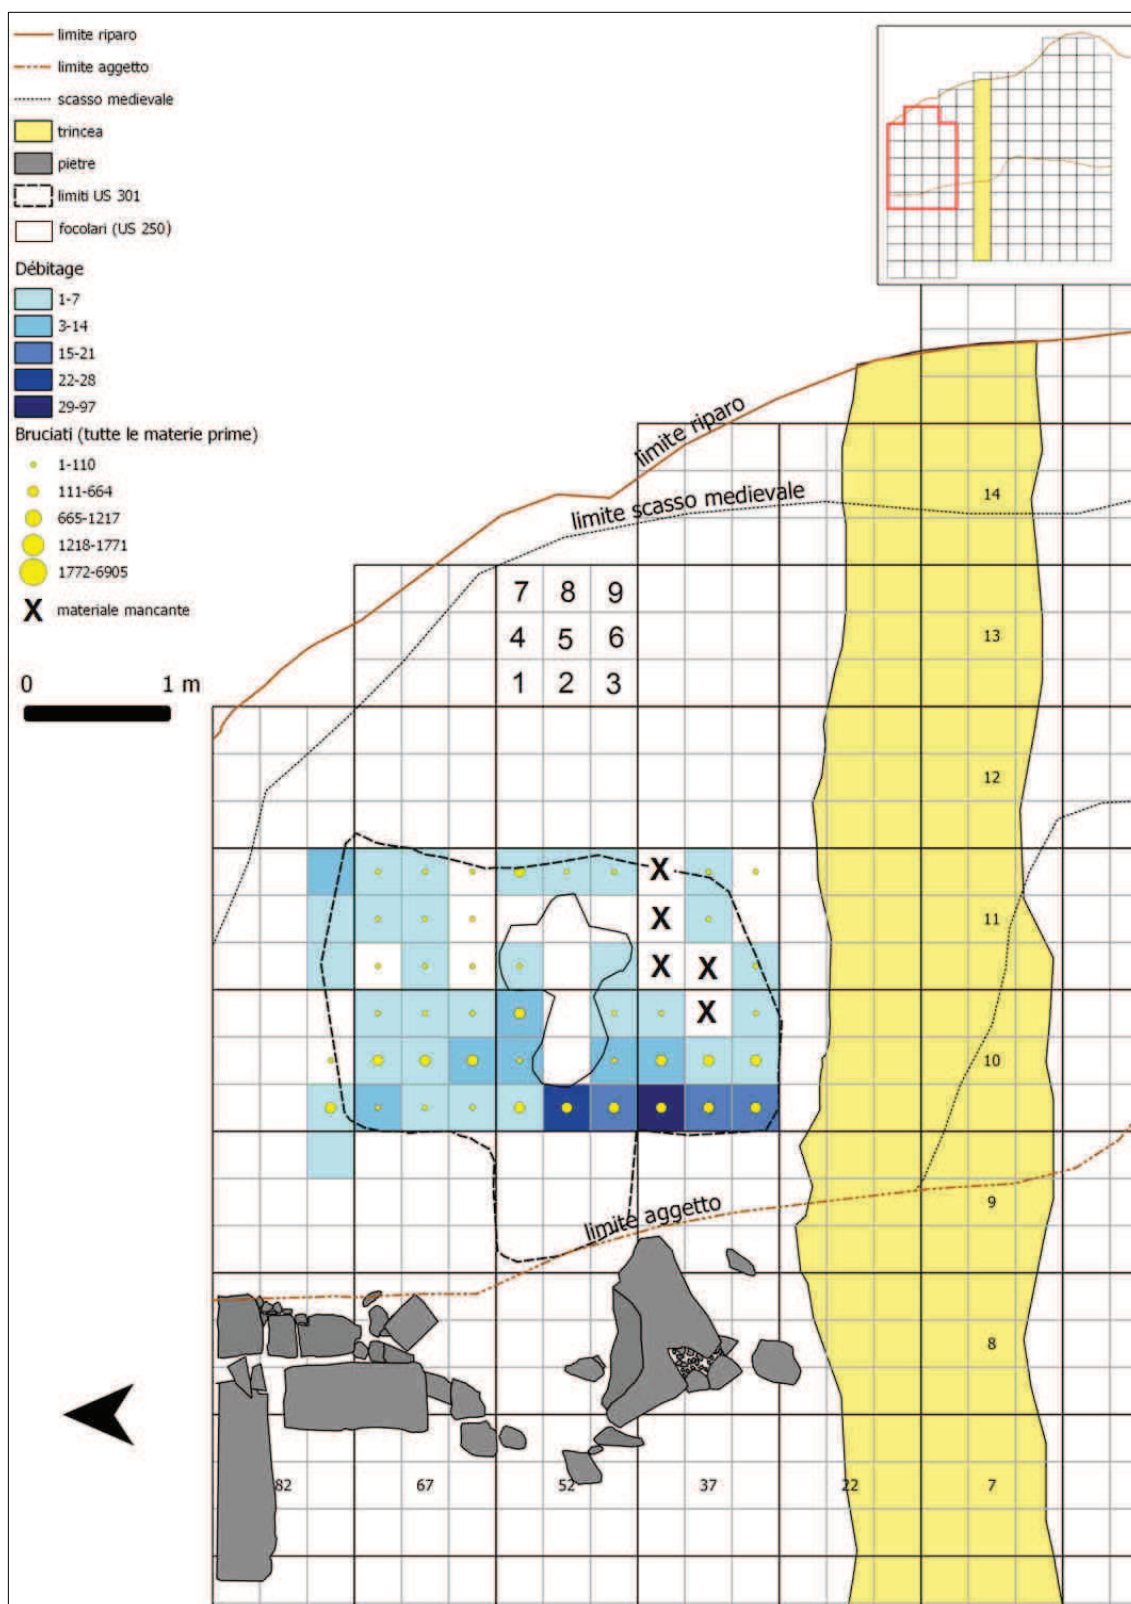 limite riparo
limite aggetto
scasso medievale
trincea
pietre
limiti US 301
focolari (US 250)
Débitage
1-7
3-14
15-21
22-28
29-97
Bruciati (tutte le materie prime)
1-110
111-664
665-1217
1218-1771
1772-6905
X materiale mancante
0 1 m
limite riparo
limite scasso medievale
14
7 8 9
4 5 6
1 2 3
13
12
X
X
11
X X
X
10
limite aggetto
9
8
82 67 52 37 22 7